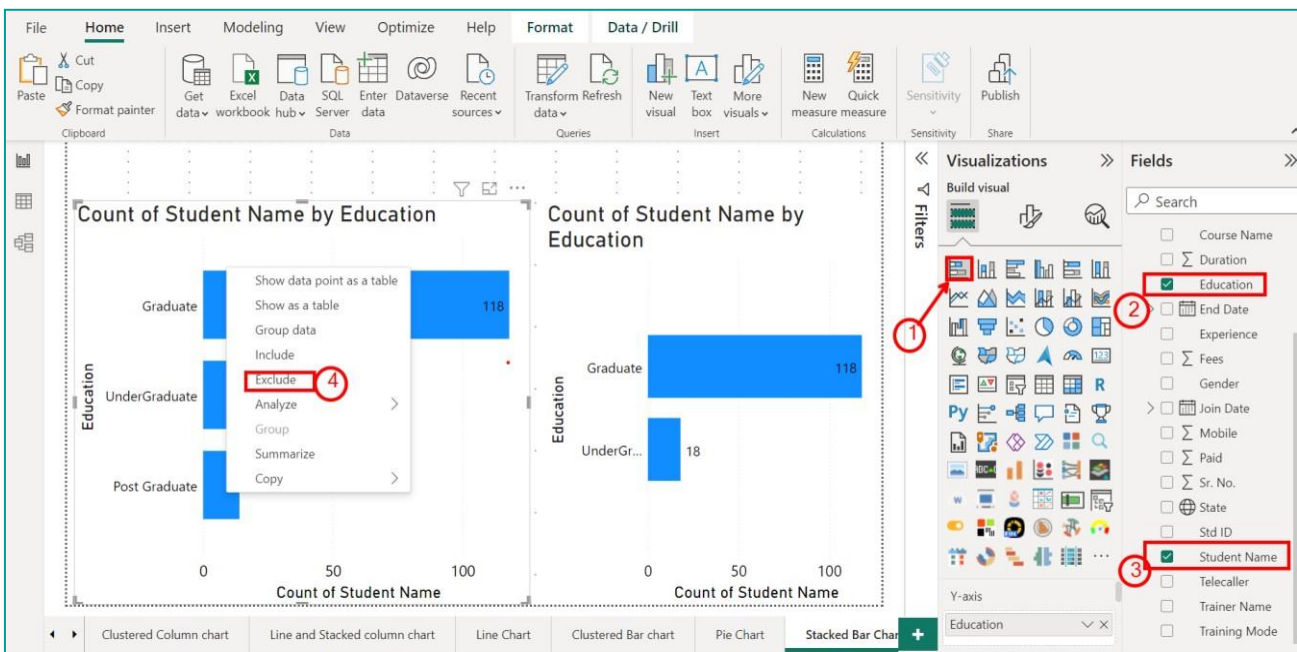 File Home Insert Modeling View Optimize Help Format Data / Drill
Paste
Cut
Copy
Format painter
Clipboard
Get data
Excel workbook
Data hub
SQL Server
Enter data
Dataverse
Recent sources
Data
Transform data
Refresh
Queries
New visual
Text box
More visuals
Insert
New measure
Quick measure
Calculations
Sensitivity
Sensitivity
Publish
Share
Count of Student Name by Education
Education
Graduate
118
UnderGraduate
Post Graduate
0 50 100
Count of Student Name
Show data point as a table
Show as a table
Group data
Include
Exclude
4
Analyze
Group
Summarize
Copy
Count of Student Name by
Education
Education
Graduate
118
UnderGr...
18
0 50 100
Count of Student Name
Filters
Visualizations
Build visual
1
123
R
Py
Y-axis
Education
Fields
Search
Course Name
Duration
Education
2
End Date
Experience
Fees
Gender
Join Date
Mobile
Paid
Sr. No.
State
Std ID
Student Name
3
Telecaller
Trainer Name
Training Mode
Clustered Column chart
Line and Stacked column chart
Line Chart
Clustered Bar chart
Pie Chart
Stacked Bar Char